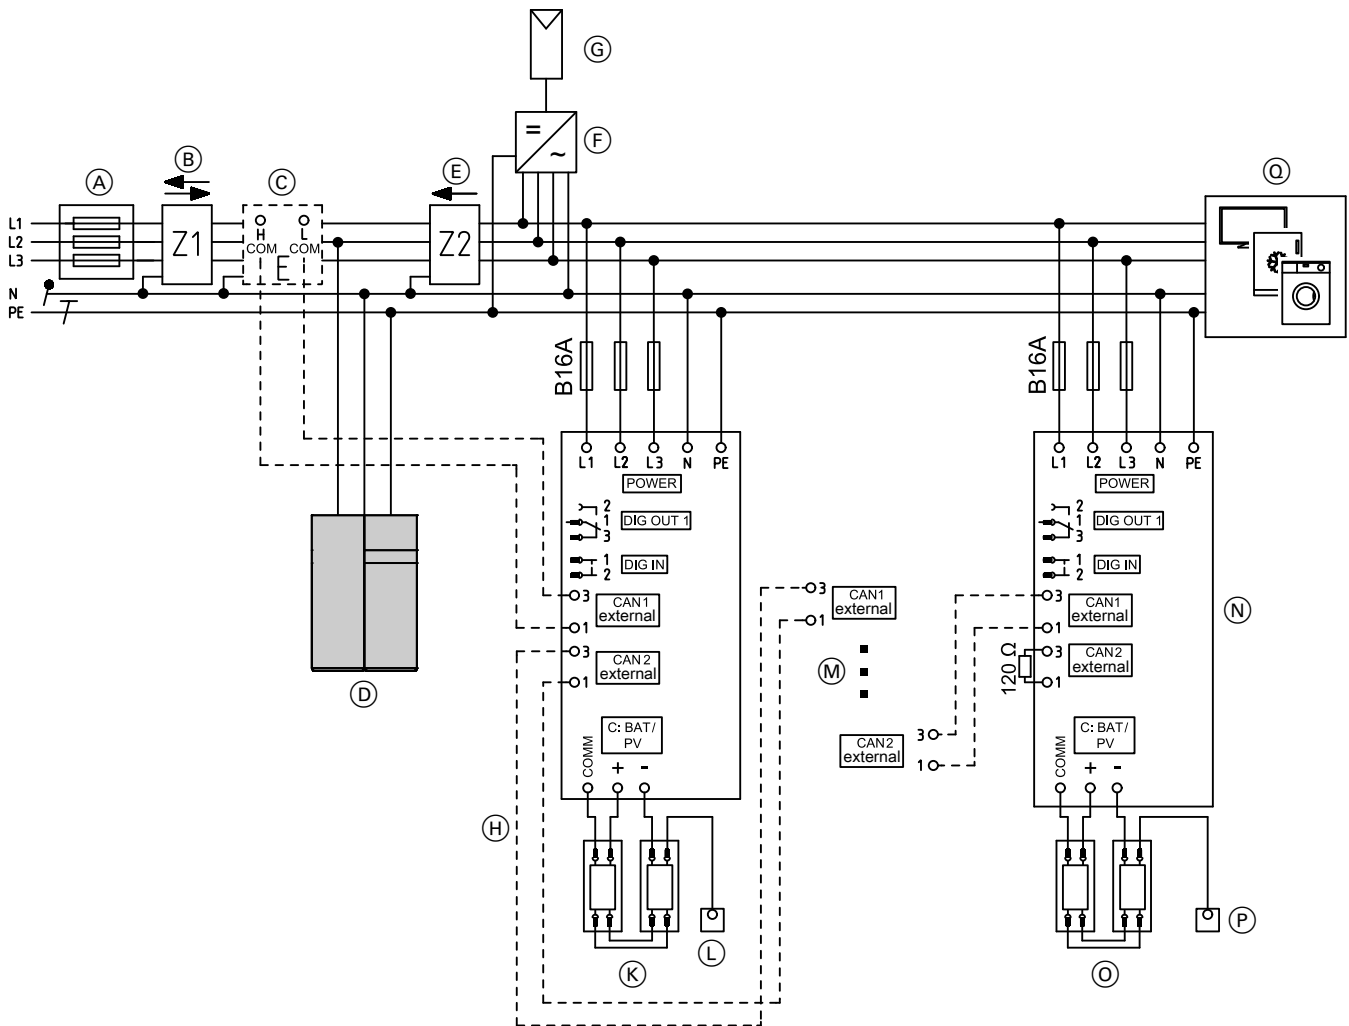 G
F
A
B
C
E
Q
L1
L2
L3
N
PE
Z1
H
COM
L
COM
E
Z2
B16A
B16A
L1 L2 L3 N PE
POWER
2
1
3
DIG OUT 1
1
2
DIG IN
3
1
CAN1
external
3
1
CAN2
external
C: BAT/
PV
COMM
+
-
D
H
K
L
3
1
CAN1
external
M
CAN2
external
3
1
L1 L2 L3 N PE
POWER
2
1
3
DIG OUT 1
1
2
DIG IN
3
1
CAN1
external
3
1
CAN2
external
120 Ω
C: BAT/
PV
COMM
+
-
N
O
P